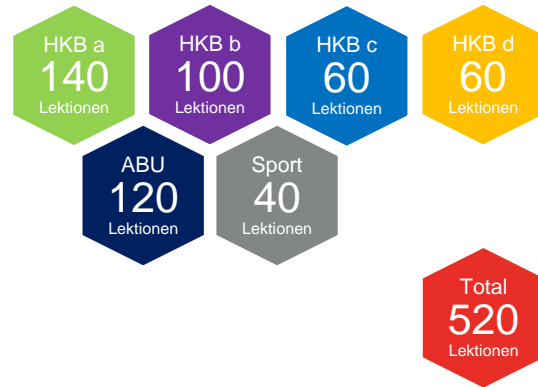 HKB a
140
Lektionen
HKB b
100
Lektionen
HKB c
60
Lektionen
HKB d
60
Lektionen
ABU
120
Lektionen
Sport
40
Lektionen
Total
520
Lektionen